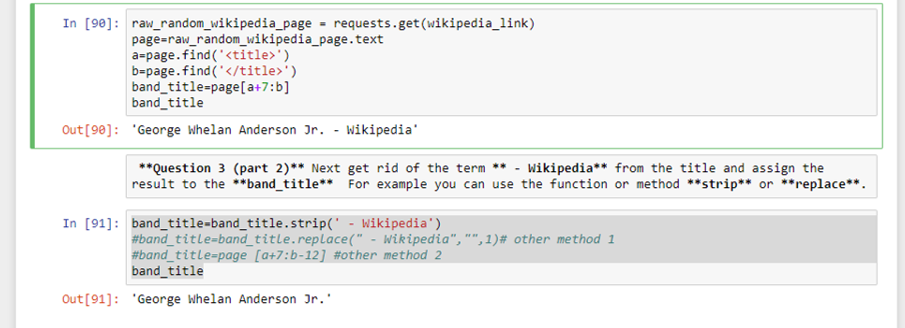 In [90]: raw_random_wikipedia_page = requests.get(wikipedia_link)
page=raw_random_wikipedia_page.text
a=page.find('<title>')
b=page.find('</title>')
band_title=page[a+7:b]
band_title
Out[90]: 'George Whelan Anderson Jr. - Wikipedia'
**Question 3 (part 2)** Next get rid of the term ** - Wikipedia** from the title and assign the
result to the **band_title**  For example you can use the function or method **strip** or **replace**.
In [91]: band_title=band_title.strip(' - Wikipedia')
#band_title=band_title.replace(" - Wikipedia","",1)# other method 1
#band_title=page [a+7:b-12] #other method 2
band_title
Out[91]: 'George Whelan Anderson Jr.'